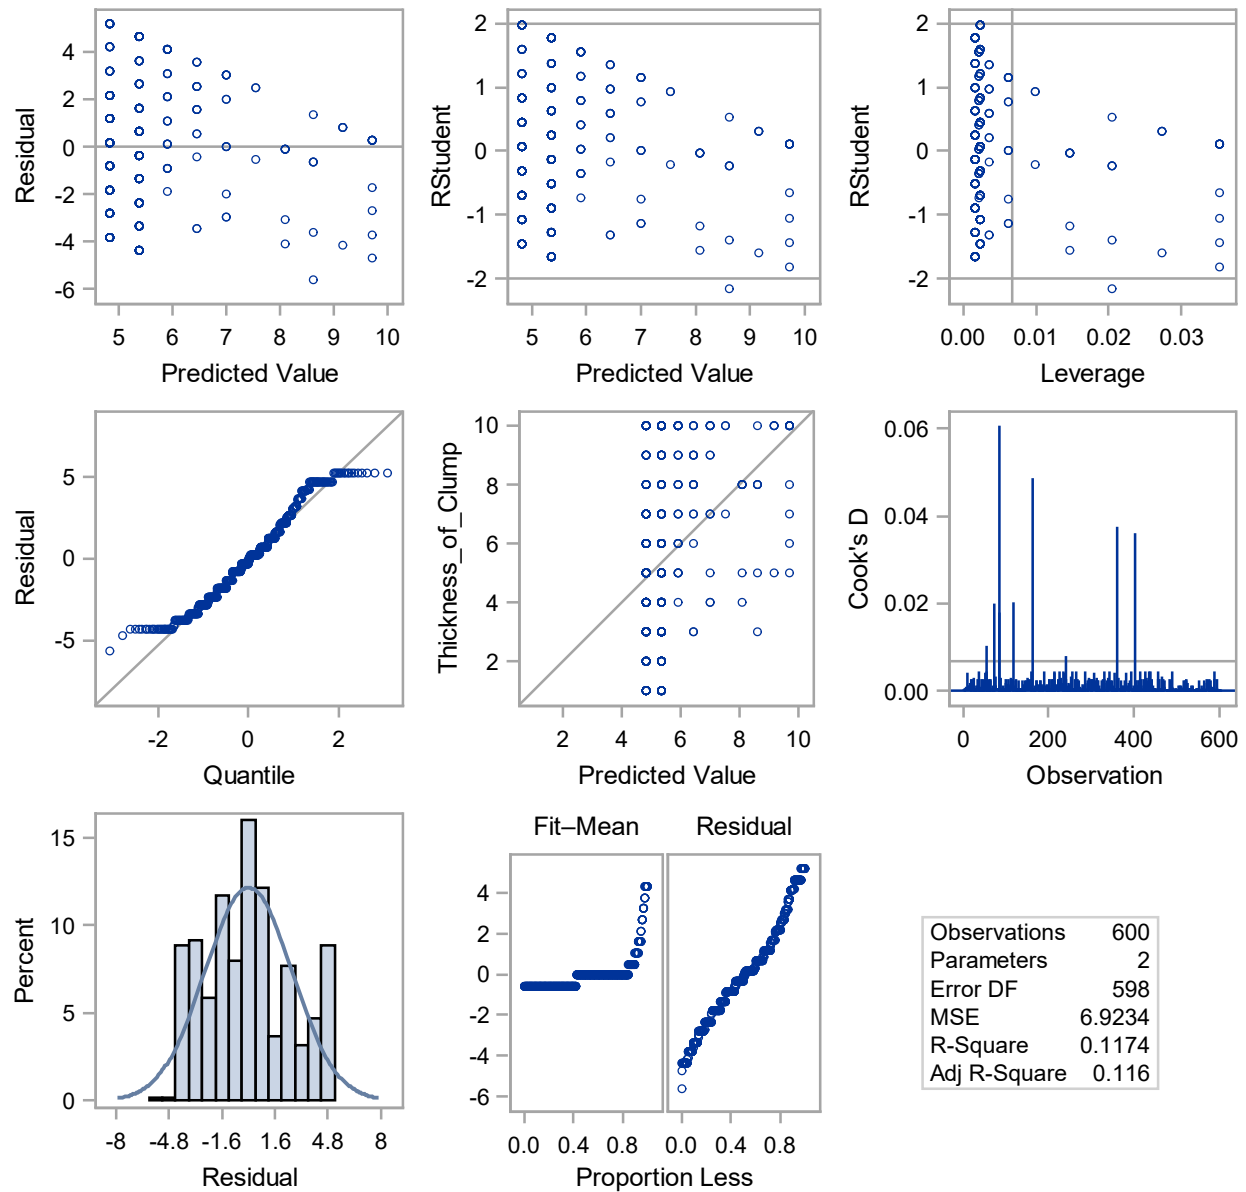 Residual
4
2
0
-2
-4
-6
5 6 7 8 9 10
Predicted Value
RStudent
2
1
0
-1
-2
5 6 7 8 9 10
Predicted Value
RStudent
2
1
0
-1
-2
0.00 0.01 0.02 0.03
Leverage
Residual
5
0
-5
-2 0 2
Quantile
Thickness_of_Clump
10
8
6
4
2
2 4 6 8 10
Predicted Value
Cook's D
0.06
0.04
0.02
0.00
0 200 400 600
Observation
Percent
15
10
5
0
-8 -4.8 -1.6 1.6 4.8 8
Residual
Fit–Mean Residual
4
2
0
-2
-4
-6
0.0 0.4 0.8 0.0 0.4 0.8
Proportion Less
Observations 600
Parameters 2
Error DF 598
MSE 6.9234
R-Square 0.1174
Adj R-Square 0.116